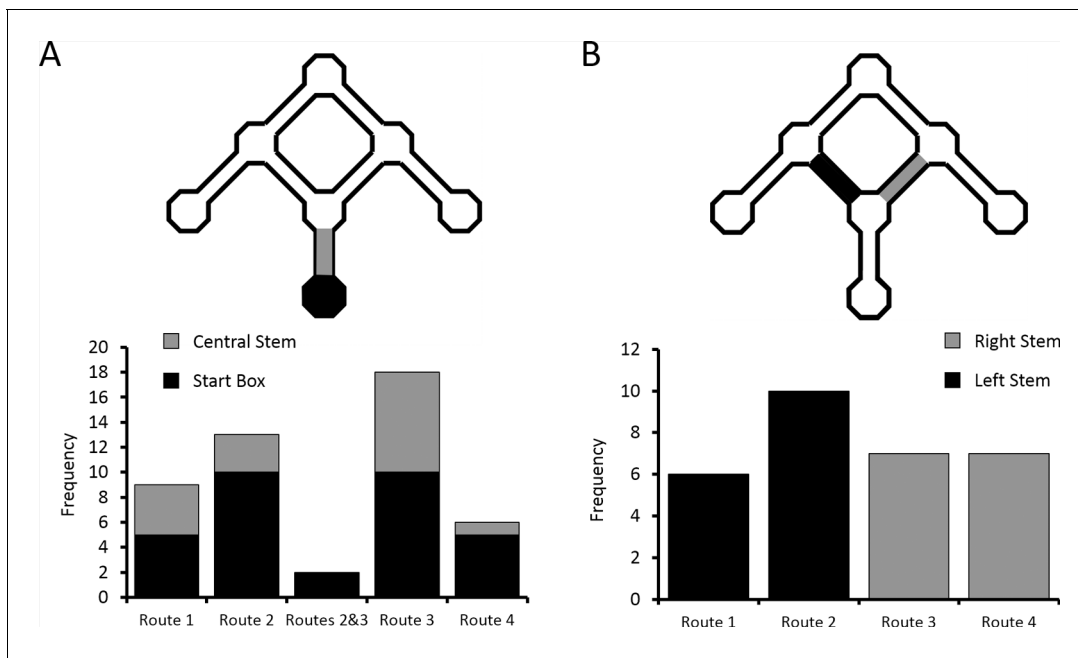 A
B
Central Stem
Start Box
Frequency
20
18
16
14
12
10
8
6
4
2
0
Route 1 Route 2 Routes 2&3 Route 3 Route 4
Right Stem
Left Stem
Frequency
12
10
8
6
4
2
0
Route 1 Route 2 Route 3 Route 4